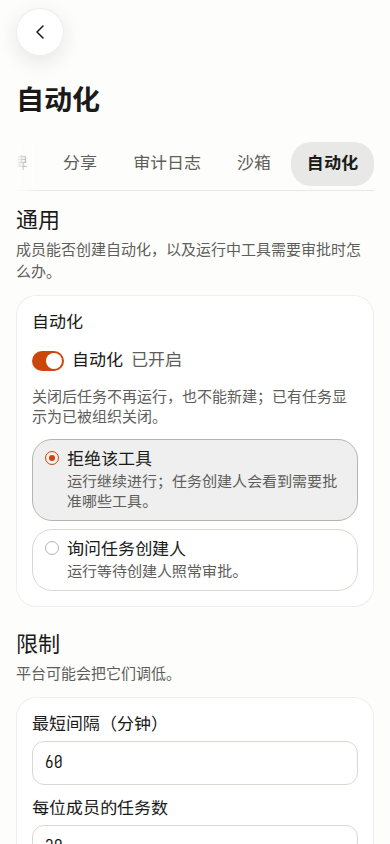 自动化
分享
审计日志
沙箱
自动化
通用
成员能否创建自动化，以及运行中工具需要审批时怎
么办。
自动化
自动化 已开启
关闭后任务不再运行，也不能新建；已有任务显
示为已被组织关闭。
拒绝该工具
运行继续进行；任务创建人会看到需要批
准哪些工具。
询问任务创建人
运行等待创建人照常审批。
限制
平台可能会把它们调低。
最短间隔（分钟）
60
每位成员的任务数